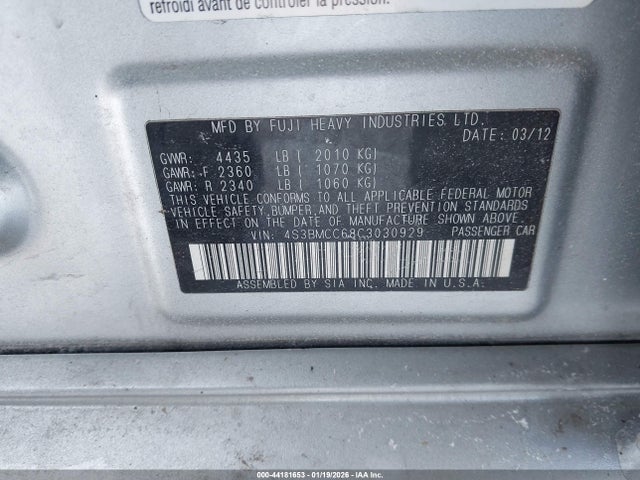 refroidi avant de contrôler la pression.
MFD BY FUJI HEAVY INDUSTRIES LTD.
DATE: 03/12
GVWR: 4435 LB ( 2010 KG)
GAWR: F 2360 LB ( 1070 KG)
GAWR: R 2340 LB ( 1060 KG)
THIS VEHICLE CONFORMS TO ALL APPLICABLE FEDERAL MOTOR
VEHICLE SAFETY, BUMPER, AND THEFT PREVENTION STANDARDS
IN EFFECT ON THE DATE OF MANUFACTURE SHOWN ABOVE.
VIN: 4S3BMCC68C3030929 PASSENGER CAR
ASSEMBLED BY SIA INC. MADE IN U.S.A.
000-44181653 - 01/19/2026 - IAAI.com